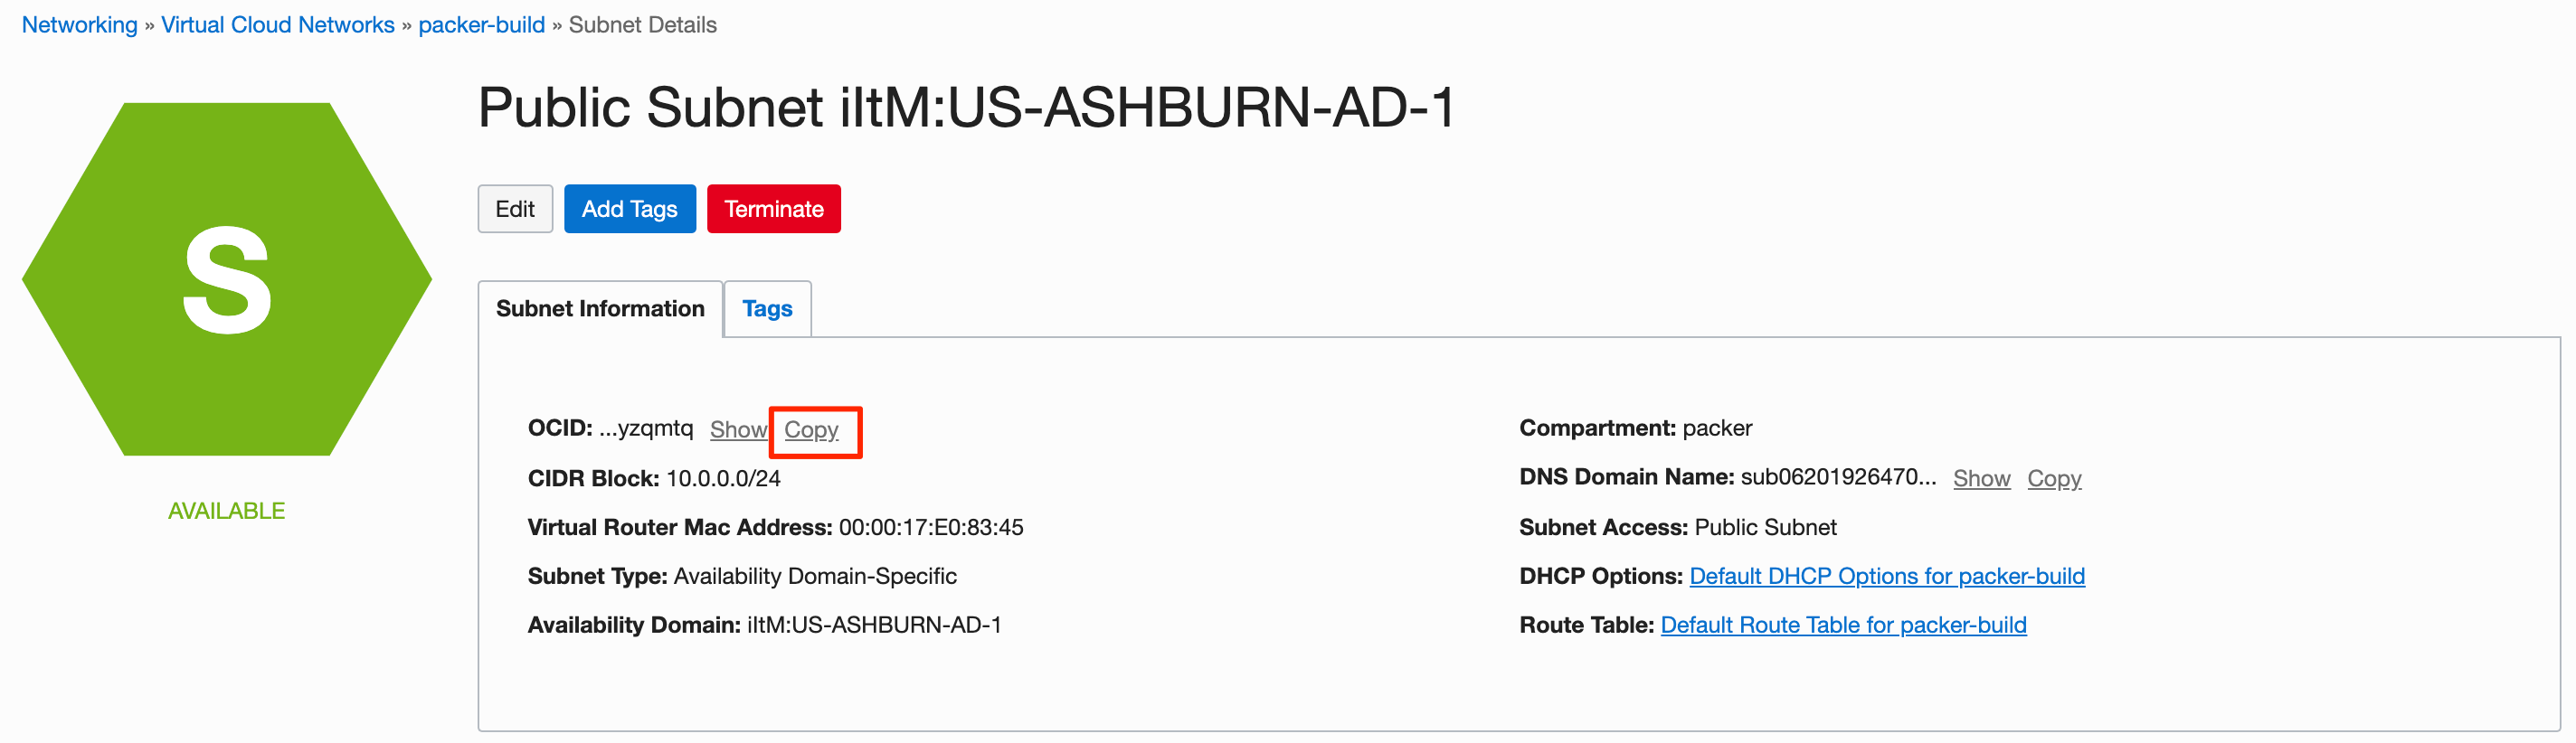 Networking » Virtual Cloud Networks » packer-build » Subnet Details
Public Subnet iItM:US-ASHBURN-AD-1
S
AVAILABLE
Edit Add Tags Terminate
Subnet Information Tags
OCID: ...yzqmtq Show Copy
CIDR Block: 10.0.0.0/24
Virtual Router Mac Address: 00:00:17:E0:83:45
Subnet Type: Availability Domain-Specific
Availability Domain: iItM:US-ASHBURN-AD-1
Compartment: packer
DNS Domain Name: sub06201926470... Show Copy
Subnet Access: Public Subnet
DHCP Options: Default DHCP Options for packer-build
Route Table: Default Route Table for packer-build